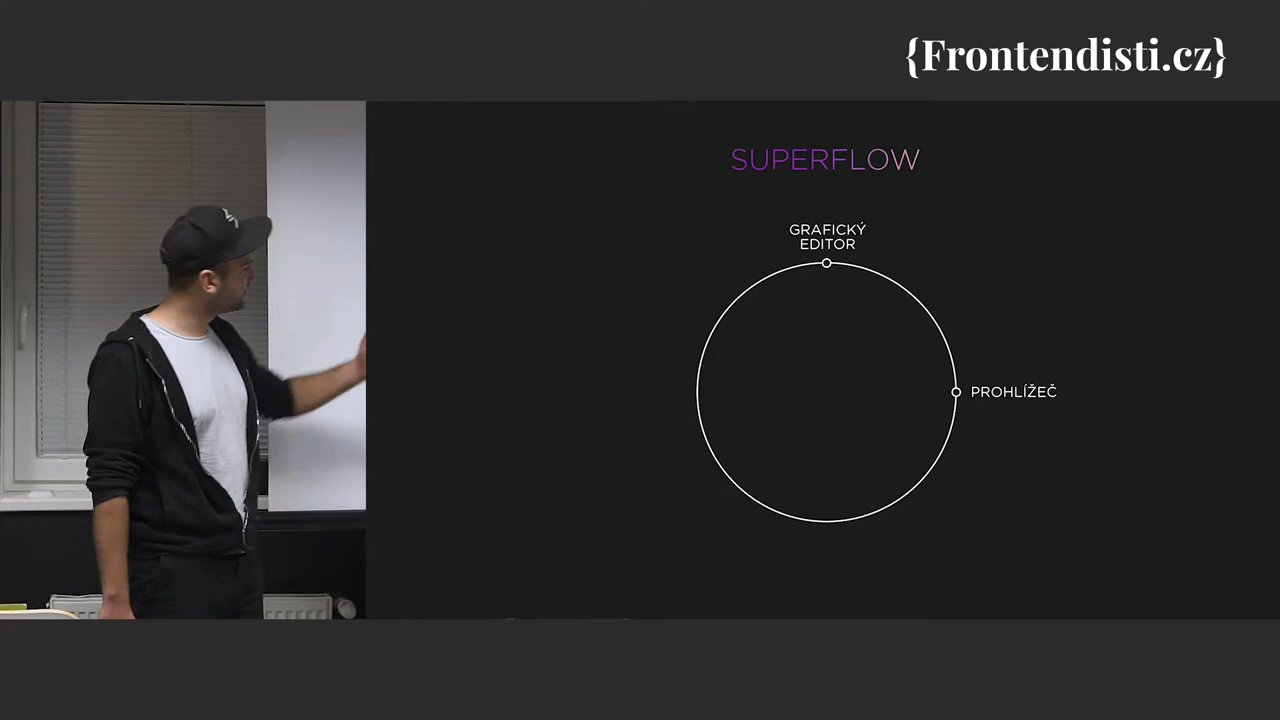 {Frontendisti.cz}
SUPERFLOW
GRAFICKÝ
EDITOR
PROHLÍŽEČ